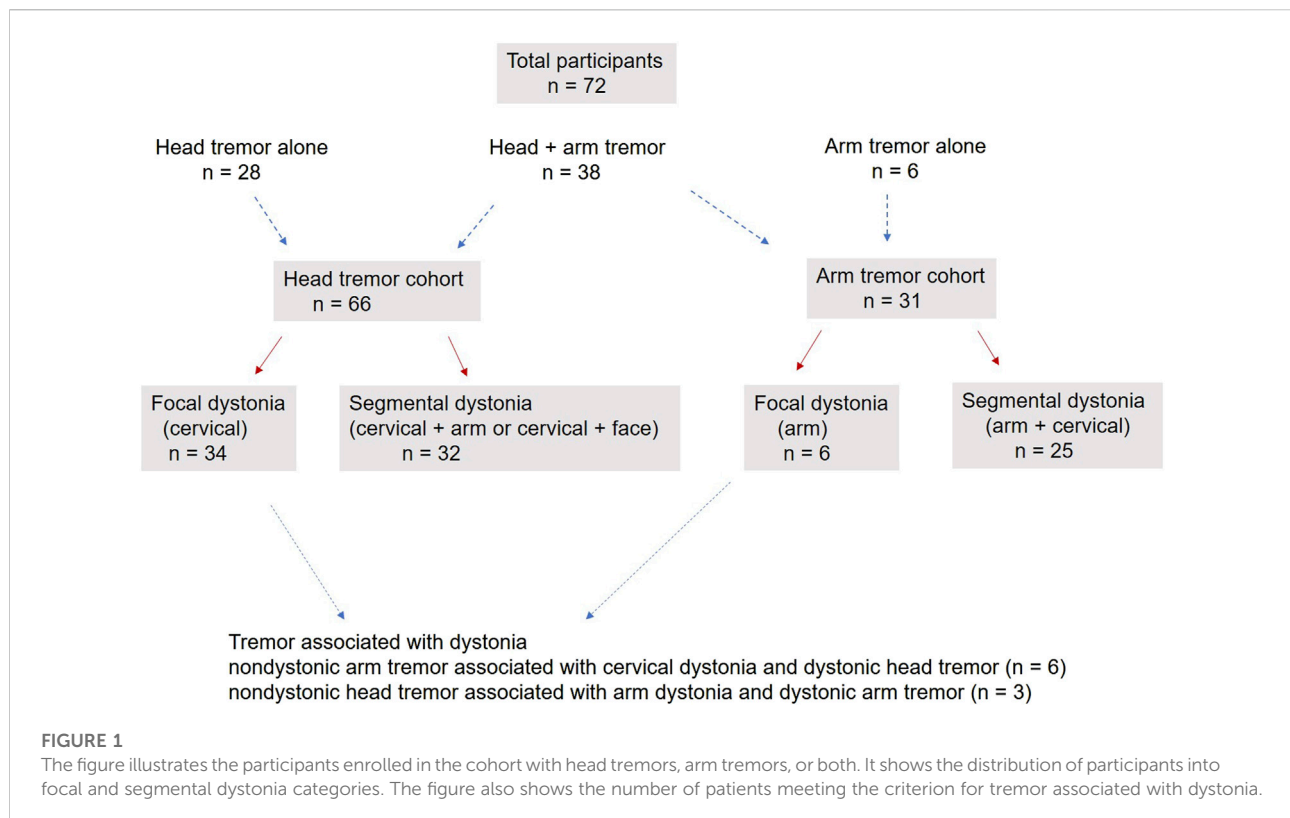 Total participants
n = 72
Head tremor alone
n = 28
Head + arm tremor
n = 38
Arm tremor alone
n = 6
Head tremor cohort
n = 66
Arm tremor cohort
n = 31
Focal dystonia
(cervical)
n = 34
Segmental dystonia
(cervical + arm or cervical + face)
n = 32
Focal dystonia
(arm)
n = 6
Segmental dystonia
(arm + cervical)
n = 25
Tremor associated with dystonia
nondystonic arm tremor associated with cervical dystonia and dystonic head tremor (n = 6)
nondystonic head tremor associated with arm dystonia and dystonic arm tremor (n = 3)
FIGURE 1
The figure illustrates the participants enrolled in the cohort with head tremors, arm tremors, or both. It shows the distribution of participants into
focal and segmental dystonia categories. The figure also shows the number of patients meeting the criterion for tremor associated with dystonia.